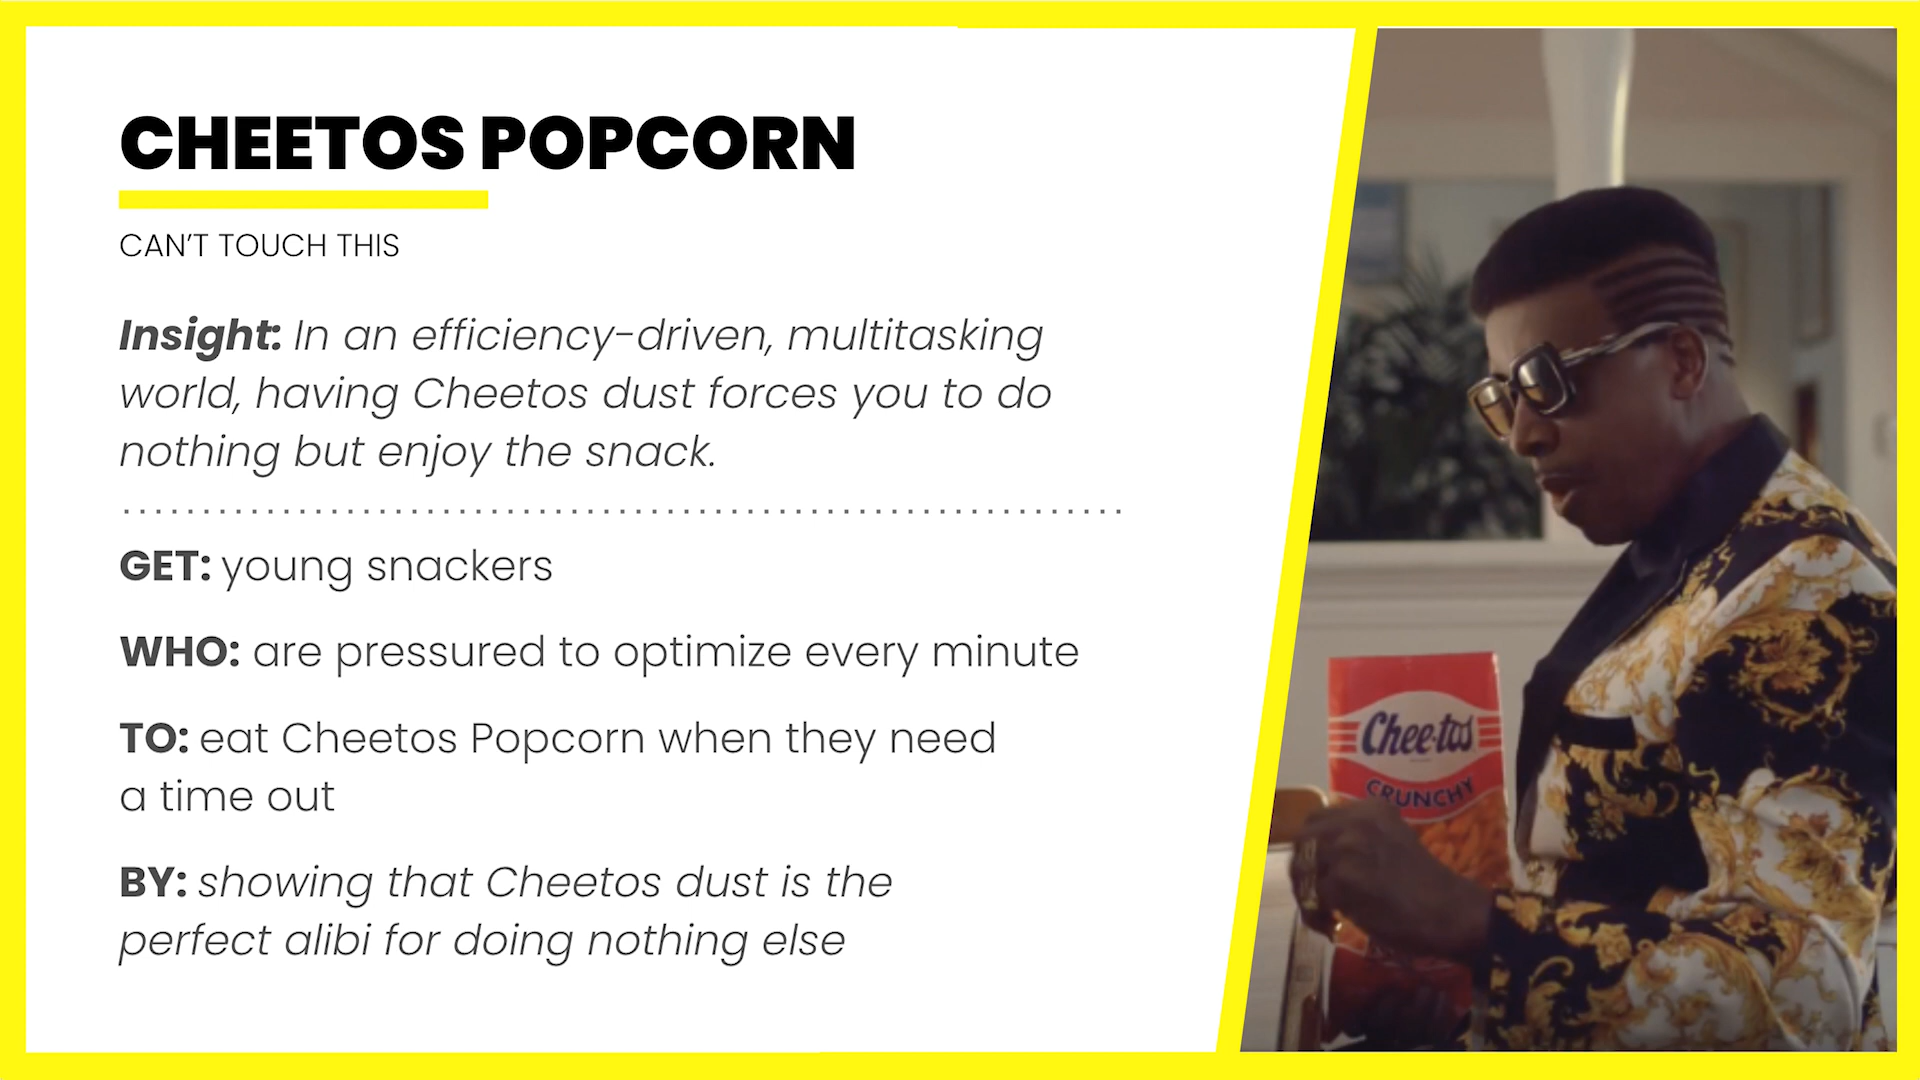 CHEETOS POPCORN
CAN'T TOUCH THIS
Insight: In an efficiency-driven, multitasking
world, having Cheetos dust forces you to do
nothing but enjoy the snack.
GET: young snackers
WHO: are pressured to optimize every minute
TO: eat Cheetos Popcorn when they need
a time out
BY: showing that Cheetos dust is the
perfect alibi for doing nothing else
Chee·tos
CRUNCHY